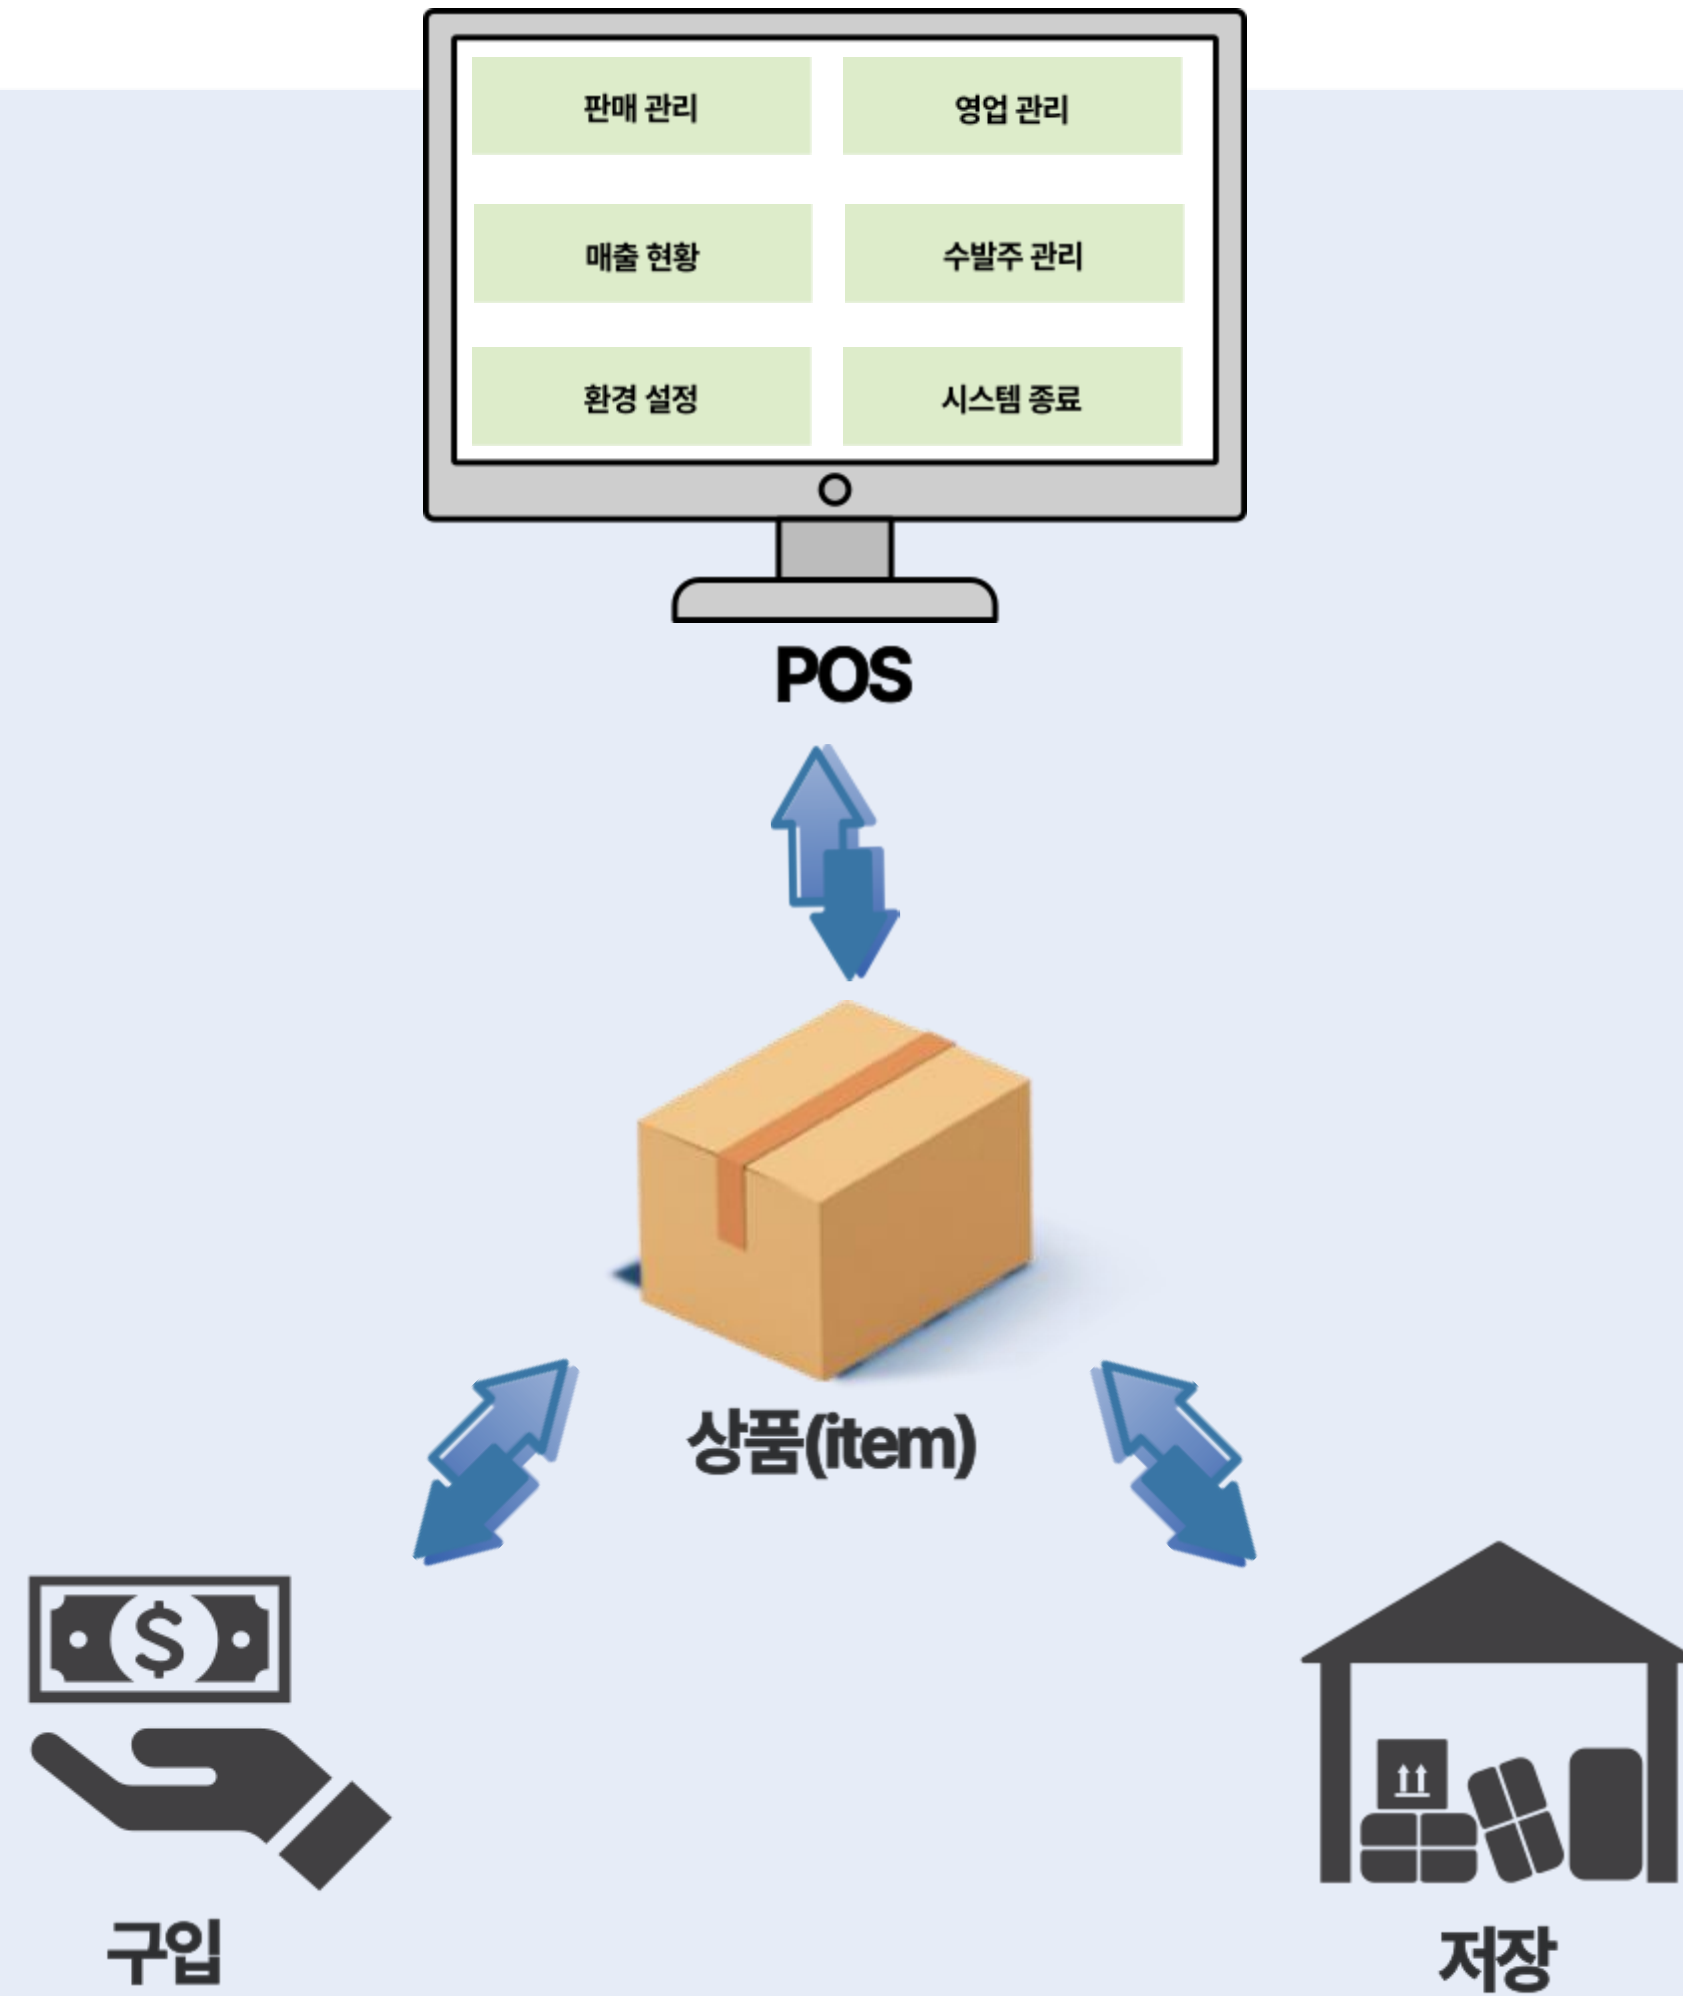 판매 관리
영업 관리
매출 현황
수발주 관리
환경 설정
시스템 종료
POS
상품(item)
구입
저장